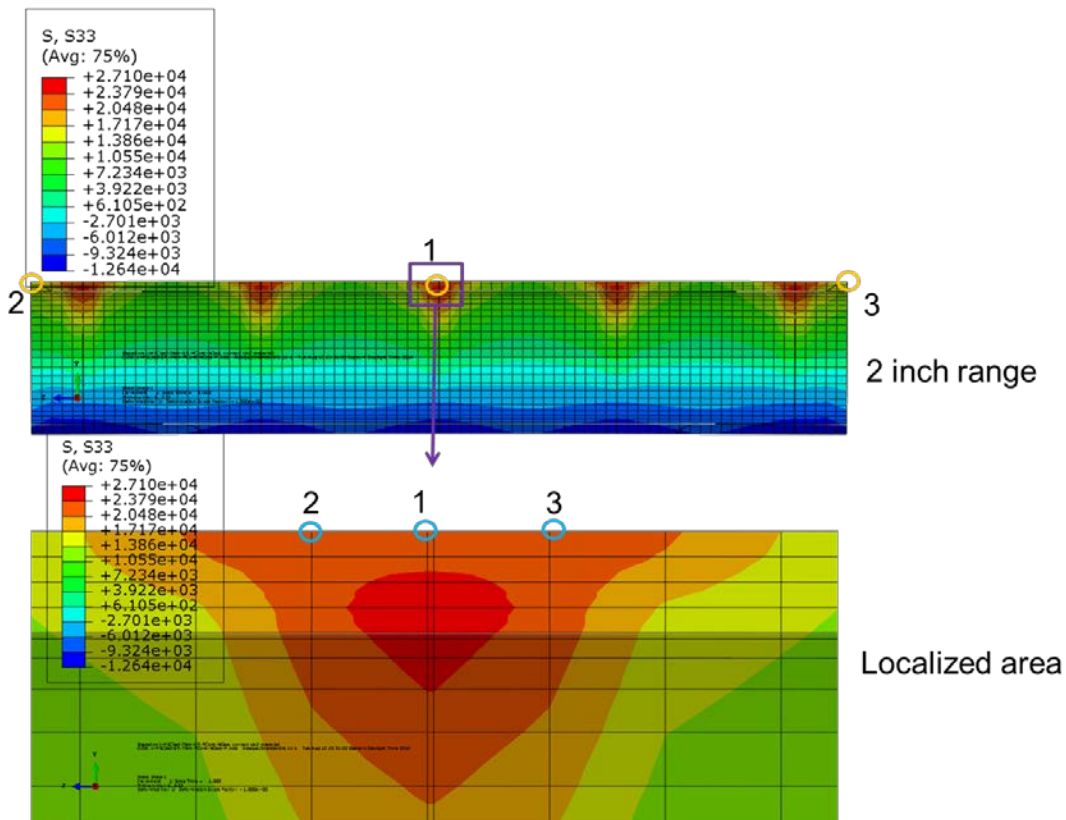 S, S33
(Avg: 75%)
+2.710e+04
+2.379e+04
+2.048e+04
+1.717e+04
+1.386e+04
+1.055e+04
+7.234e+03
+3.922e+03
+6.105e+02
-2.701e+03
-6.012e+03
-9.324e+03
-1.264e+04
1
2
3
2 inch range
Y
Z
S, S33
(Avg: 75%)
+2.710e+04
+2.379e+04
+2.048e+04
+1.717e+04
+1.386e+04
+1.055e+04
+7.234e+03
+3.922e+03
+6.105e+02
-2.701e+03
-6.012e+03
-9.324e+03
-1.264e+04
2 1 3
Localized area
Y
Z